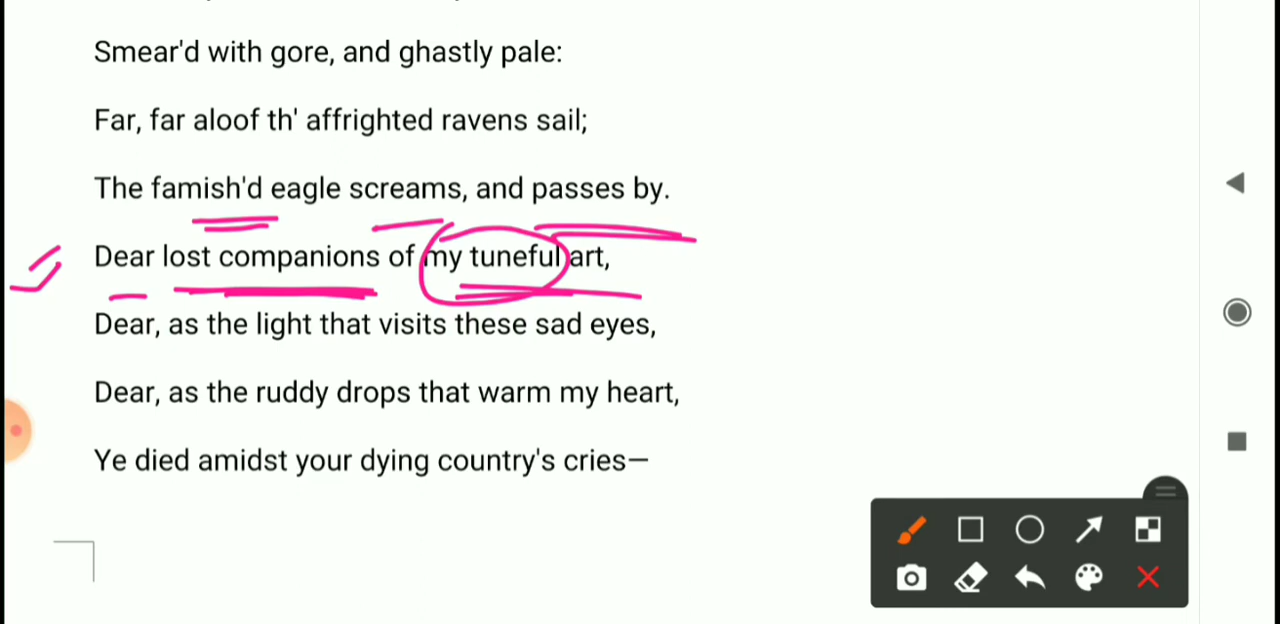 Smear'd with gore, and ghastly pale:
Far, far aloof th' affrighted ravens sail;
The famish'd eagle screams, and passes by.
Dear lost companions of my tuneful art,
Dear, as the light that visits these sad eyes,
Dear, as the ruddy drops that warm my heart,
Ye died amidst your dying country's cries—